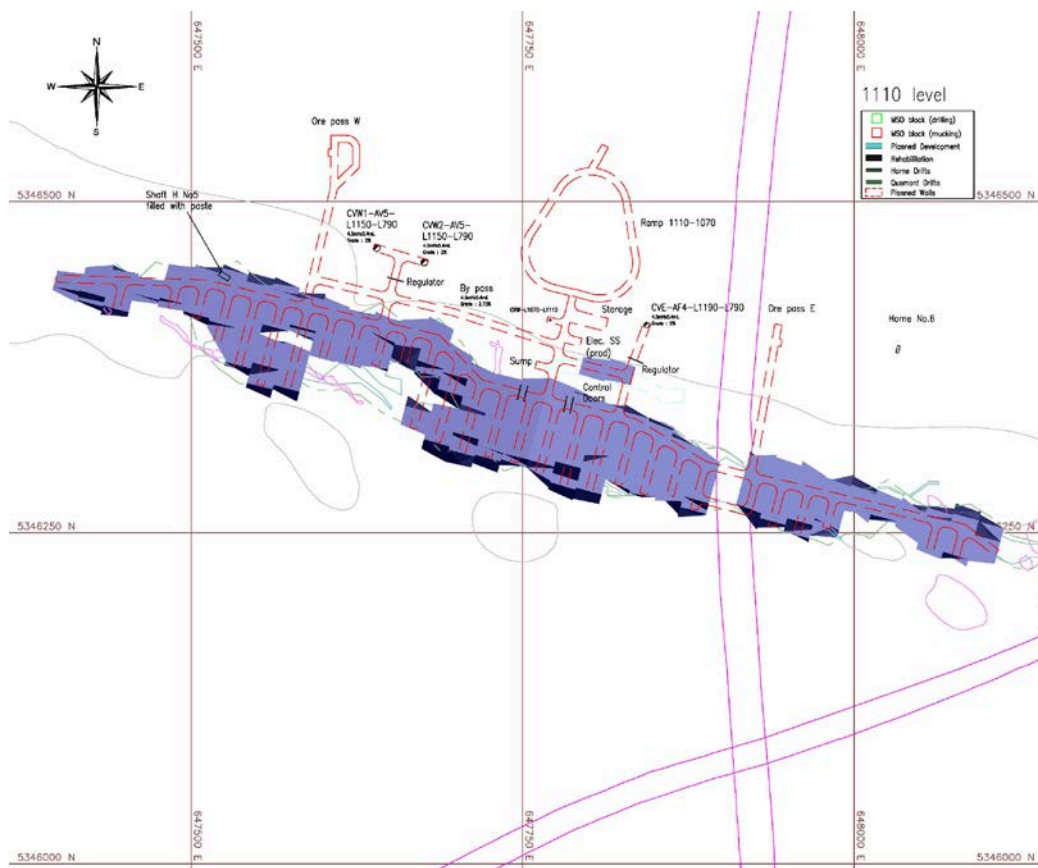 647500 E
647750 E
648000 E
N
W
E
S
1110 level
MSO block (drilling)
MSO block (mucking)
Planned Development
Rehabilitation
Horne Drifts
Quemont Drifts
Planned Walls
Ore pass W
5346500 N
5346500 N
Shaft H No5
filled with paste
CVW1-AV5-
L1150-L790
CVW2-AV5-
L1150-L790
Ramp 1110-1070
Regulator
By pass
Storage
CVE-AF4-L1190-L790
Ore pass E
Horne No.6
Elec. SS
(prod)
Sump
Regulator
Control
Doors
5346250 N
5346250 N
5346000 N
5346000 N
647500 E
647750 E
648000 E